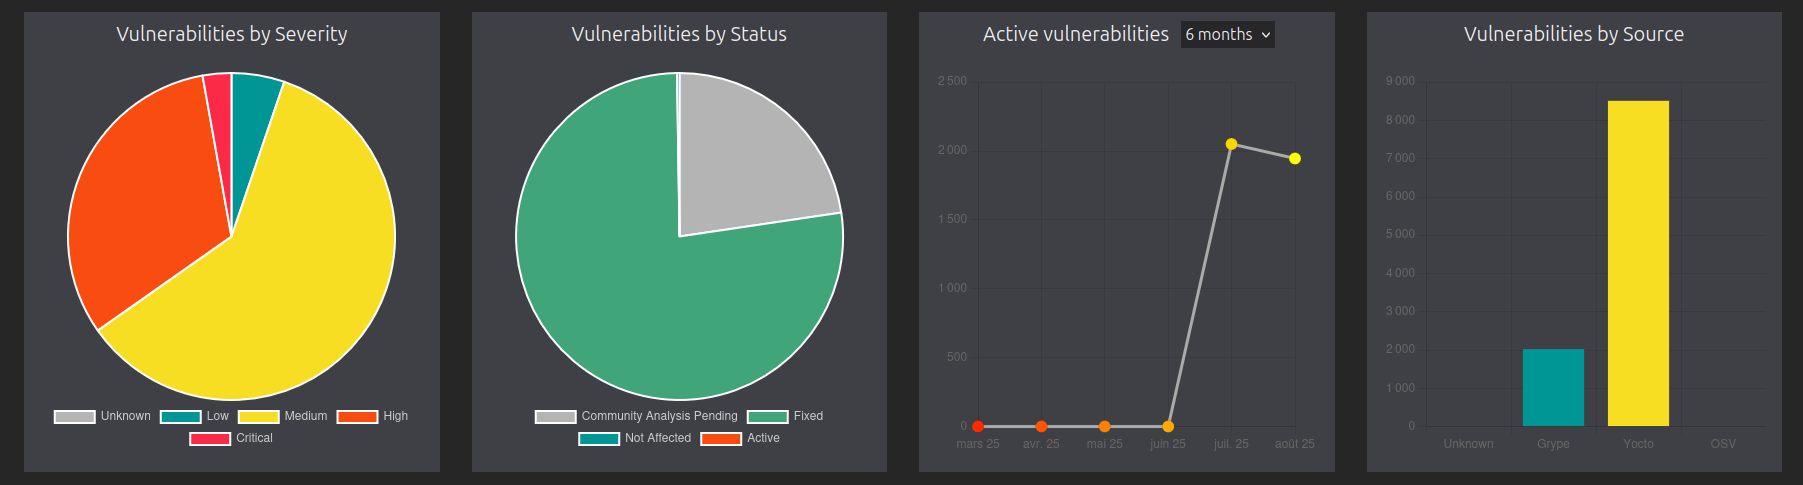 Vulnerabilities by Severity
Unknown Low Medium High
Critical
Vulnerabilities by Status
Community Analysis Pending Fixed
Not Affected Active
Active vulnerabilities 6 months
2 500
2 000
1 500
1 000
500
0
mars 25 avr. 25 mai 25 juin 25 juil. 25 août 25
Vulnerabilities by Source
9 000
8 000
7 000
6 000
5 000
4 000
3 000
2 000
1 000
0
Unknown Grype Yocto OSV